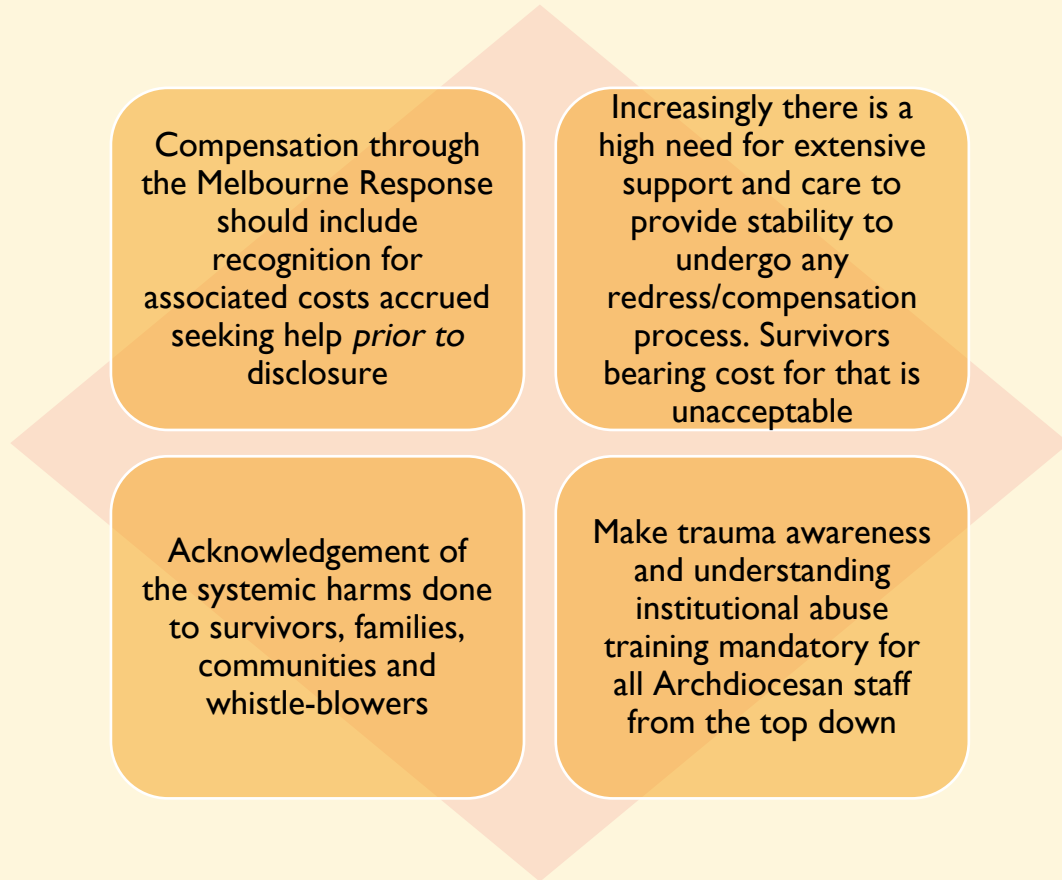 Compensation through
the Melbourne Response
should include
recognition for
associated costs accrued
seeking help prior to
disclosure
Increasingly there is a
high need for extensive
support and care to
provide stability to
undergo any
redress/compensation
process. Survivors
bearing cost for that is
unacceptable
Acknowledgement of
the systemic harms done
to survivors, families,
communities and
whistle-blowers
Make trauma awareness
and understanding
institutional abuse
training mandatory for
all Archdiocesan staff
from the top down